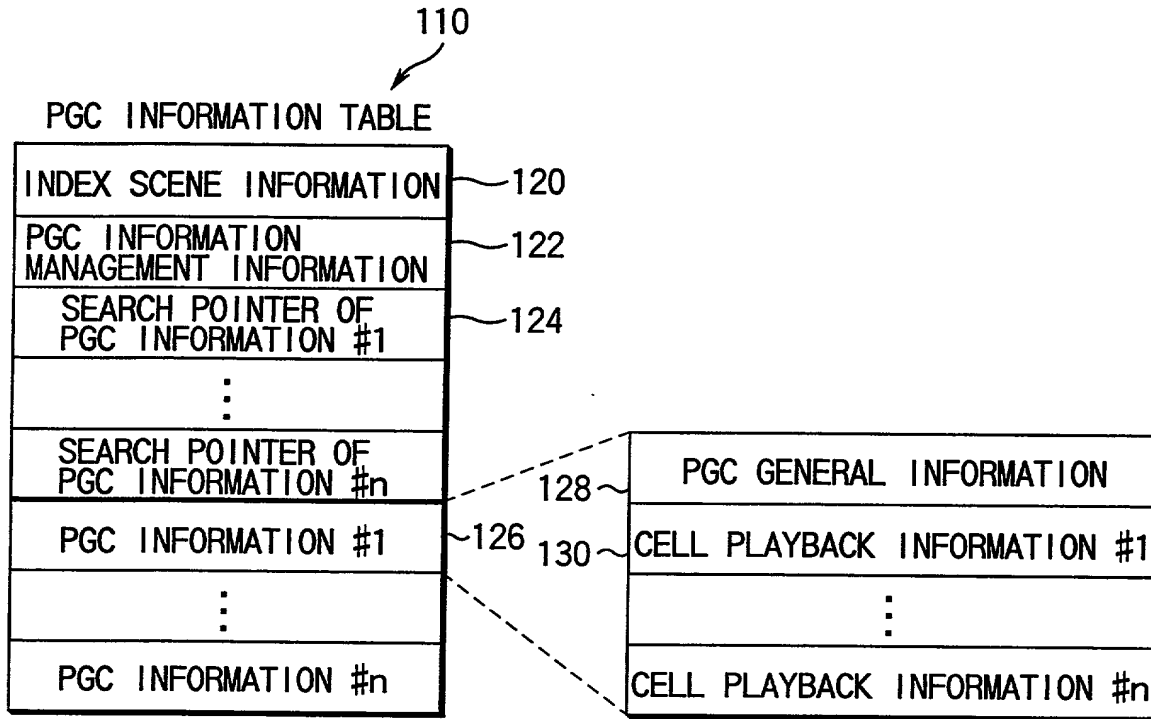 110
PGC INFORMATION TABLE
INDEX SCENE INFORMATION
120
PGC INFORMATION
MANAGEMENT INFORMATION
122
SEARCH POINTER OF
PGC INFORMATION #1
124
SEARCH POINTER OF
PGC INFORMATION #n
PGC INFORMATION #1
126
PGC INFORMATION #n
128
PGC GENERAL INFORMATION
130
CELL PLAYBACK INFORMATION #1
CELL PLAYBACK INFORMATION #n